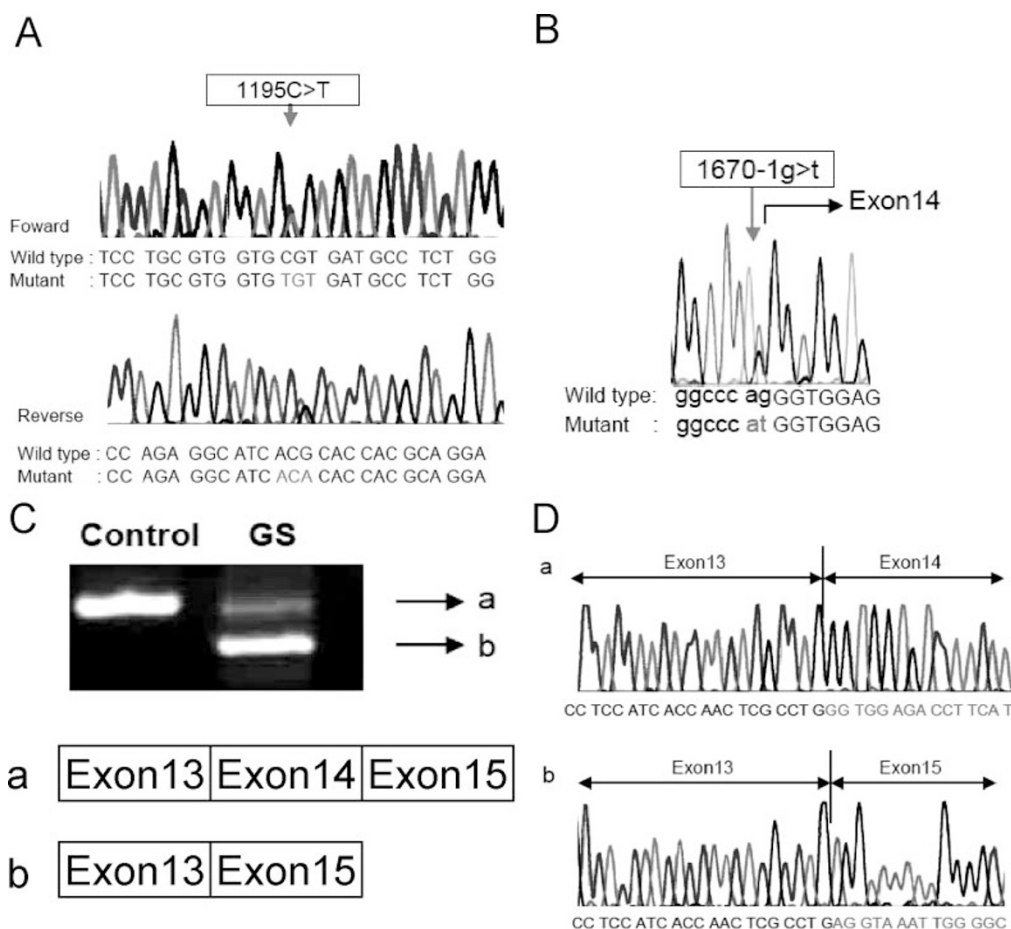 A
1195C>T
Foward
Wild type : TCC TGC GTG GTG CGT GAT GCC TCT GG
Mutant : TCC TGC GTG GTG TGT GAT GCC TCT GG
Reverse
Wild type : CC AGA GGC ATC ACG CAC CAC GCA GGA
Mutant : CC AGA GGC ATC ACA CAC CAC GCA GGA
B
1670-1g>t
Exon14
Wild type: ggccc agGGTGGAG
Mutant : ggccc at GGTGGAG
C
Control GS
a
b
a Exon13 Exon14 Exon15
b Exon13 Exon15
D
a
Exon13 Exon14
CC TCC ATC ACC AAC TCG CCT GGG TGG AGA CCT TCA T
b
Exon13 Exon15
CC TCC ATC ACC AAC TCG CCT GAG GTA AAT TGG GGC